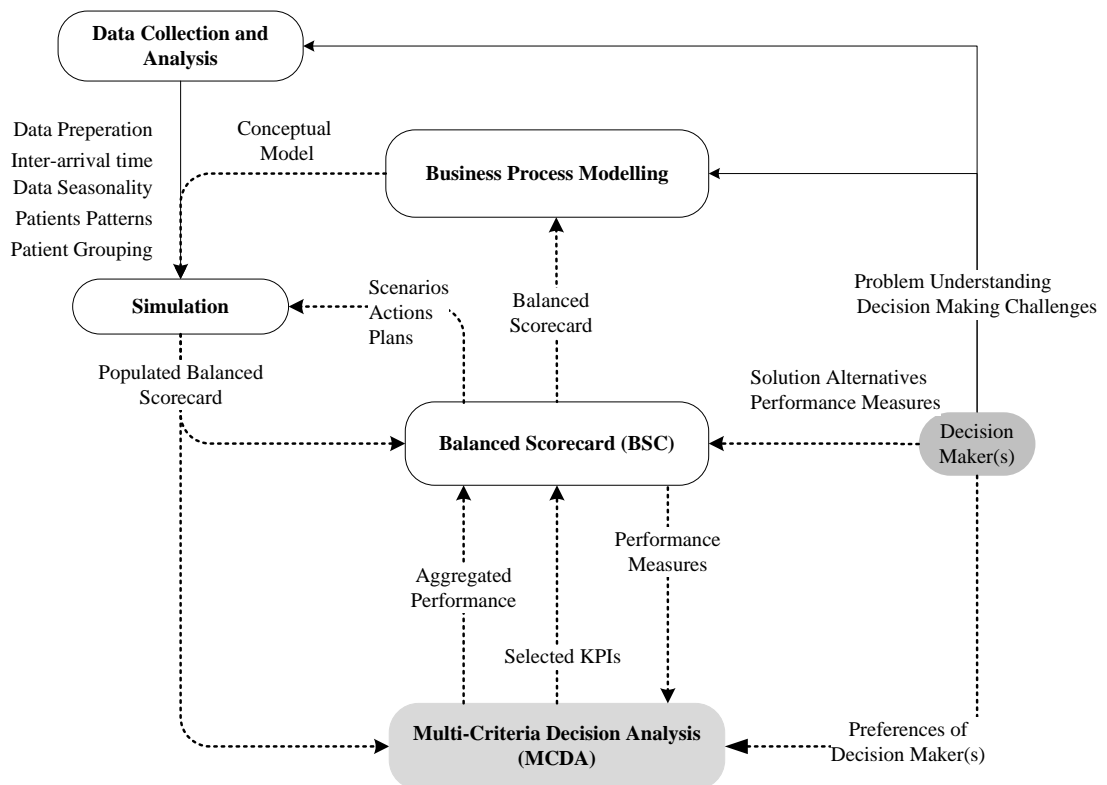 Data Collection and
Analysis
Data Preperation
Inter-arrival time
Data Seasonality
Patients Patterns
Patient Grouping
Conceptual
Model
Business Process Modelling
Simulation
Scenarios
Actions
Plans
Balanced
Scorecard
Problem Understanding
Decision Making Challenges
Populated Balanced
Scorecard
Solution Alternatives
Performance Measures
Balanced Scorecard (BSC)
Decision
Maker(s)
Aggregated
Performance
Selected KPIs
Performance
Measures
Multi-Criteria Decision Analysis
(MCDA)
Preferences of
Decision Maker(s)